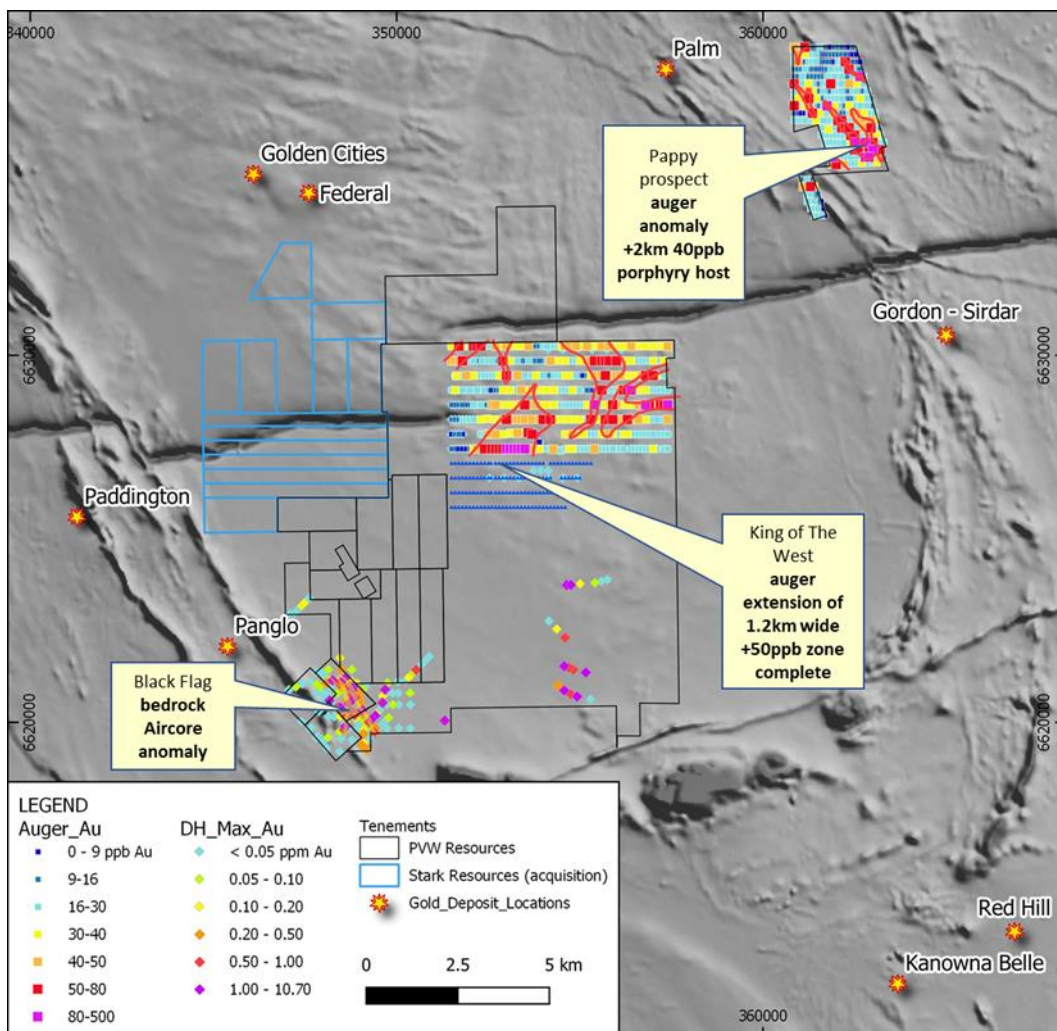 340000
350000
360000
Palm
Golden Cities
Federal
Pappy
prospect
auger
anomaly
+2km 40ppb
porphyry host
Gordon - Sirdar
6630000
6630000
Paddington
King of The
West
auger
extension of
1.2km wide
+50ppb zone
complete
Panglo
Black Flag
bedrock
Aircore
anomaly
6620000
6620000
LEGEND
Auger_Au
0 - 9 ppb Au
9-16
16-30
30-40
40-50
50-80
80-500
DH_Max_Au
< 0.05 ppm Au
0.05 - 0.10
0.10 - 0.20
0.20 - 0.50
0.50 - 1.00
1.00 - 10.70
Tenements
PVW Resources
Stark Resources (acquisition)
Gold_Deposit_Locations
0 2.5 5 km
Red Hill
Kanowna Belle
360000